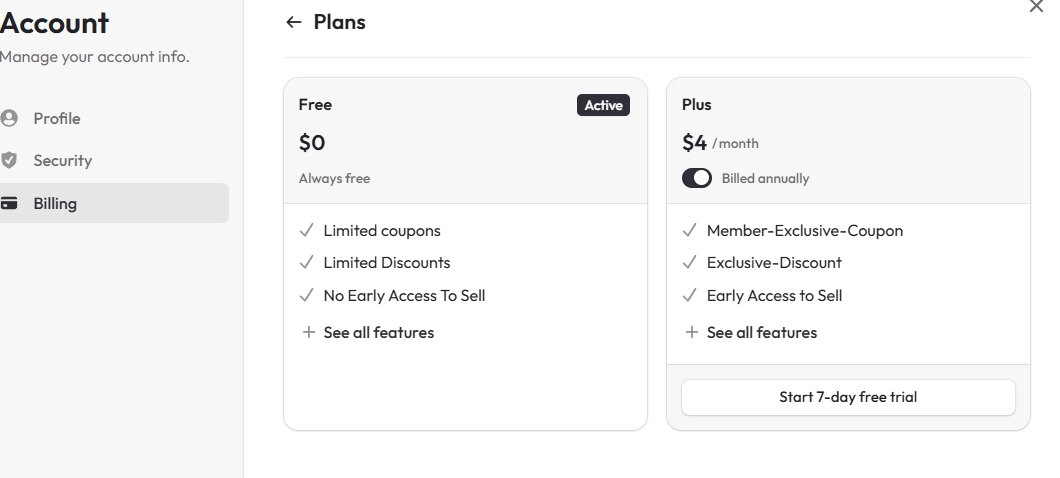 Account
Manage your account info.
Profile
Security
Billing
Plans
Free
Active
$0
Always free
Limited coupons
Limited Discounts
No Early Access To Sell
See all features
Plus
$4 /month
Billed annually
Member-Exclusive-Coupon
Exclusive-Discount
Early Access to Sell
See all features
Start 7-day free trial